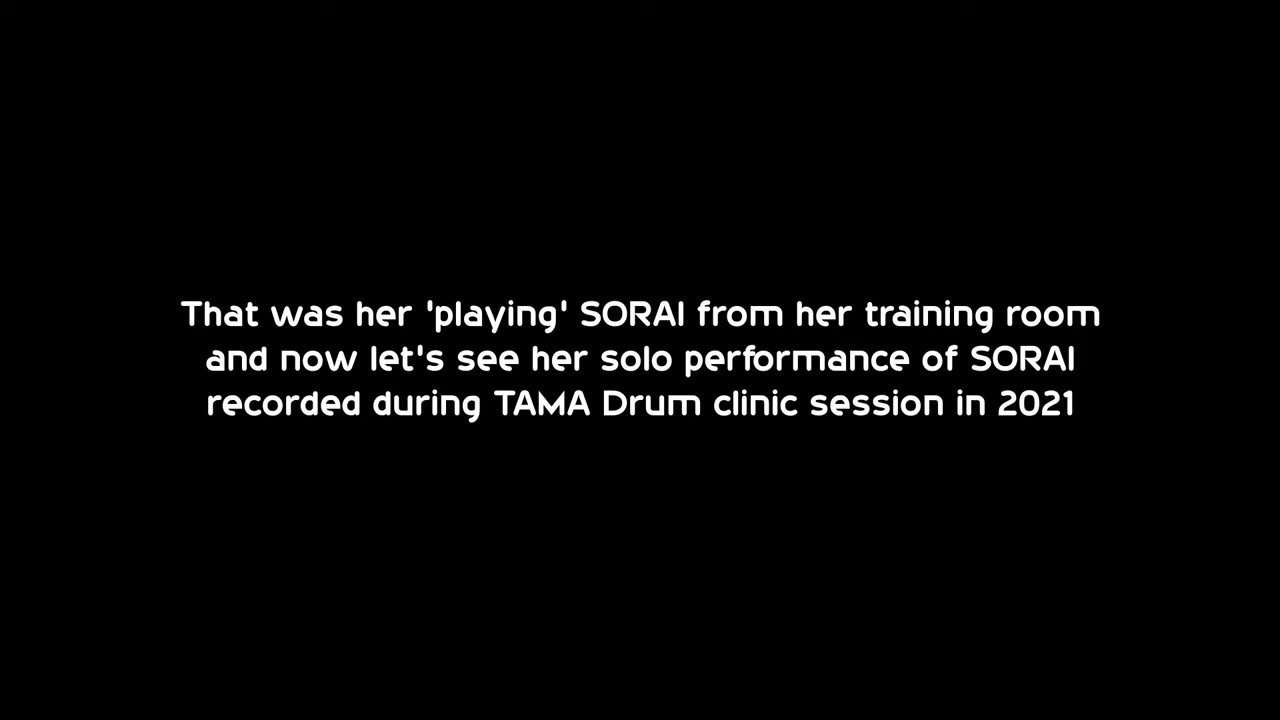 That was her 'playing' SORAI from her training room
and now let's see her solo performance of SORAI
recorded during TAMA Drum clinic session in 2021